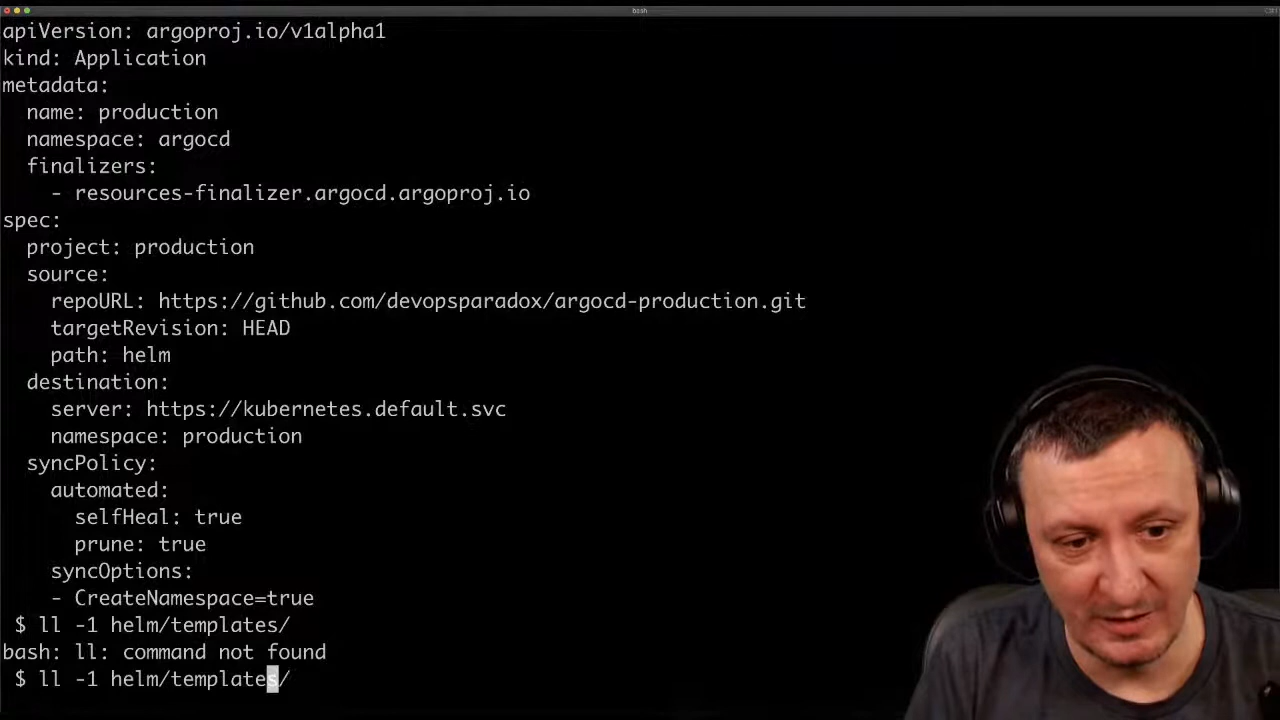 bash
apiVersion: argoproj.io/v1alpha1
kind: Application
metadata:
  name: production
  namespace: argocd
  finalizers:
    - resources-finalizer.argocd.argoproj.io
spec:
  project: production
  source:
    repoURL: https://github.com/devopsparadox/argocd-production.git
    targetRevision: HEAD
    path: helm
  destination:
    server: https://kubernetes.default.svc
    namespace: production
  syncPolicy:
    automated:
      selfHeal: true
      prune: true
    syncOptions:
    - CreateNamespace=true
 $ ll -1 helm/templates/
bash: ll: command not found
 $ ll -1 helm/templates/